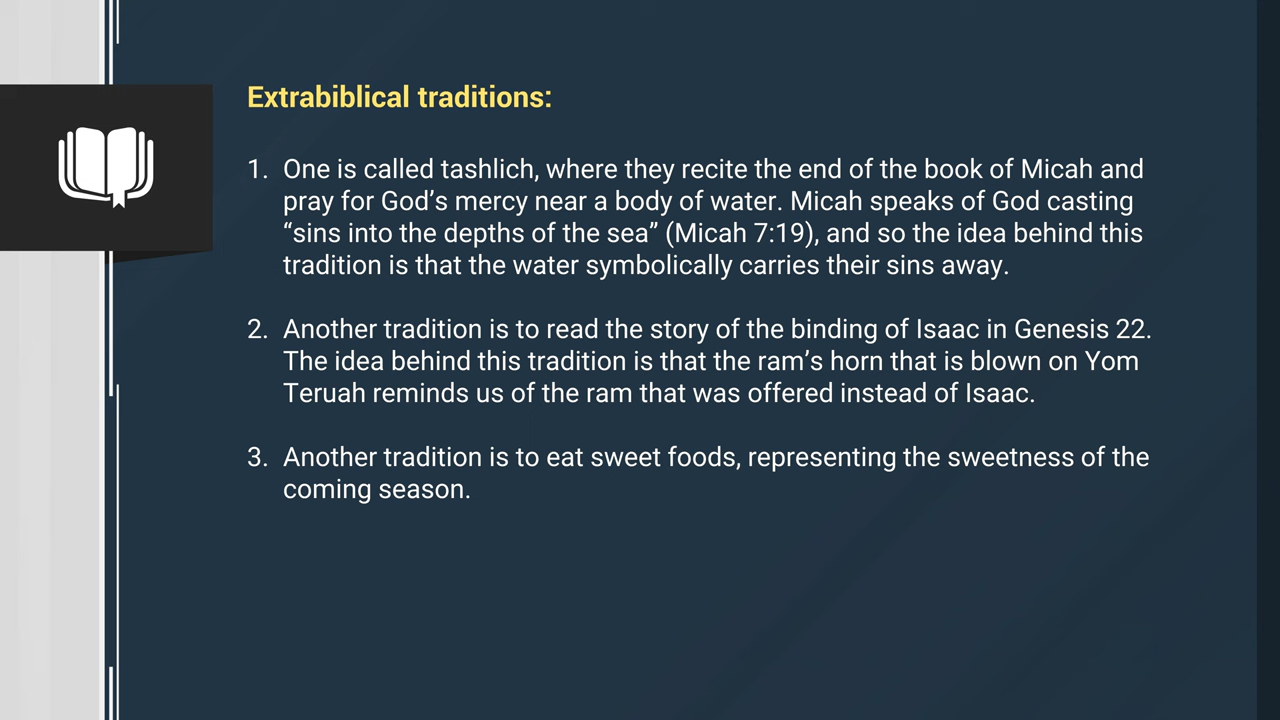 Extrabiblical traditions:
1. One is called tashlich, where they recite the end of the book of Micah and
pray for God’s mercy near a body of water. Micah speaks of God casting
“sins into the depths of the sea” (Micah 7:19), and so the idea behind this
tradition is that the water symbolically carries their sins away.
2. Another tradition is to read the story of the binding of Isaac in Genesis 22.
The idea behind this tradition is that the ram’s horn that is blown on Yom
Teruah reminds us of the ram that was offered instead of Isaac.
3. Another tradition is to eat sweet foods, representing the sweetness of the
coming season.